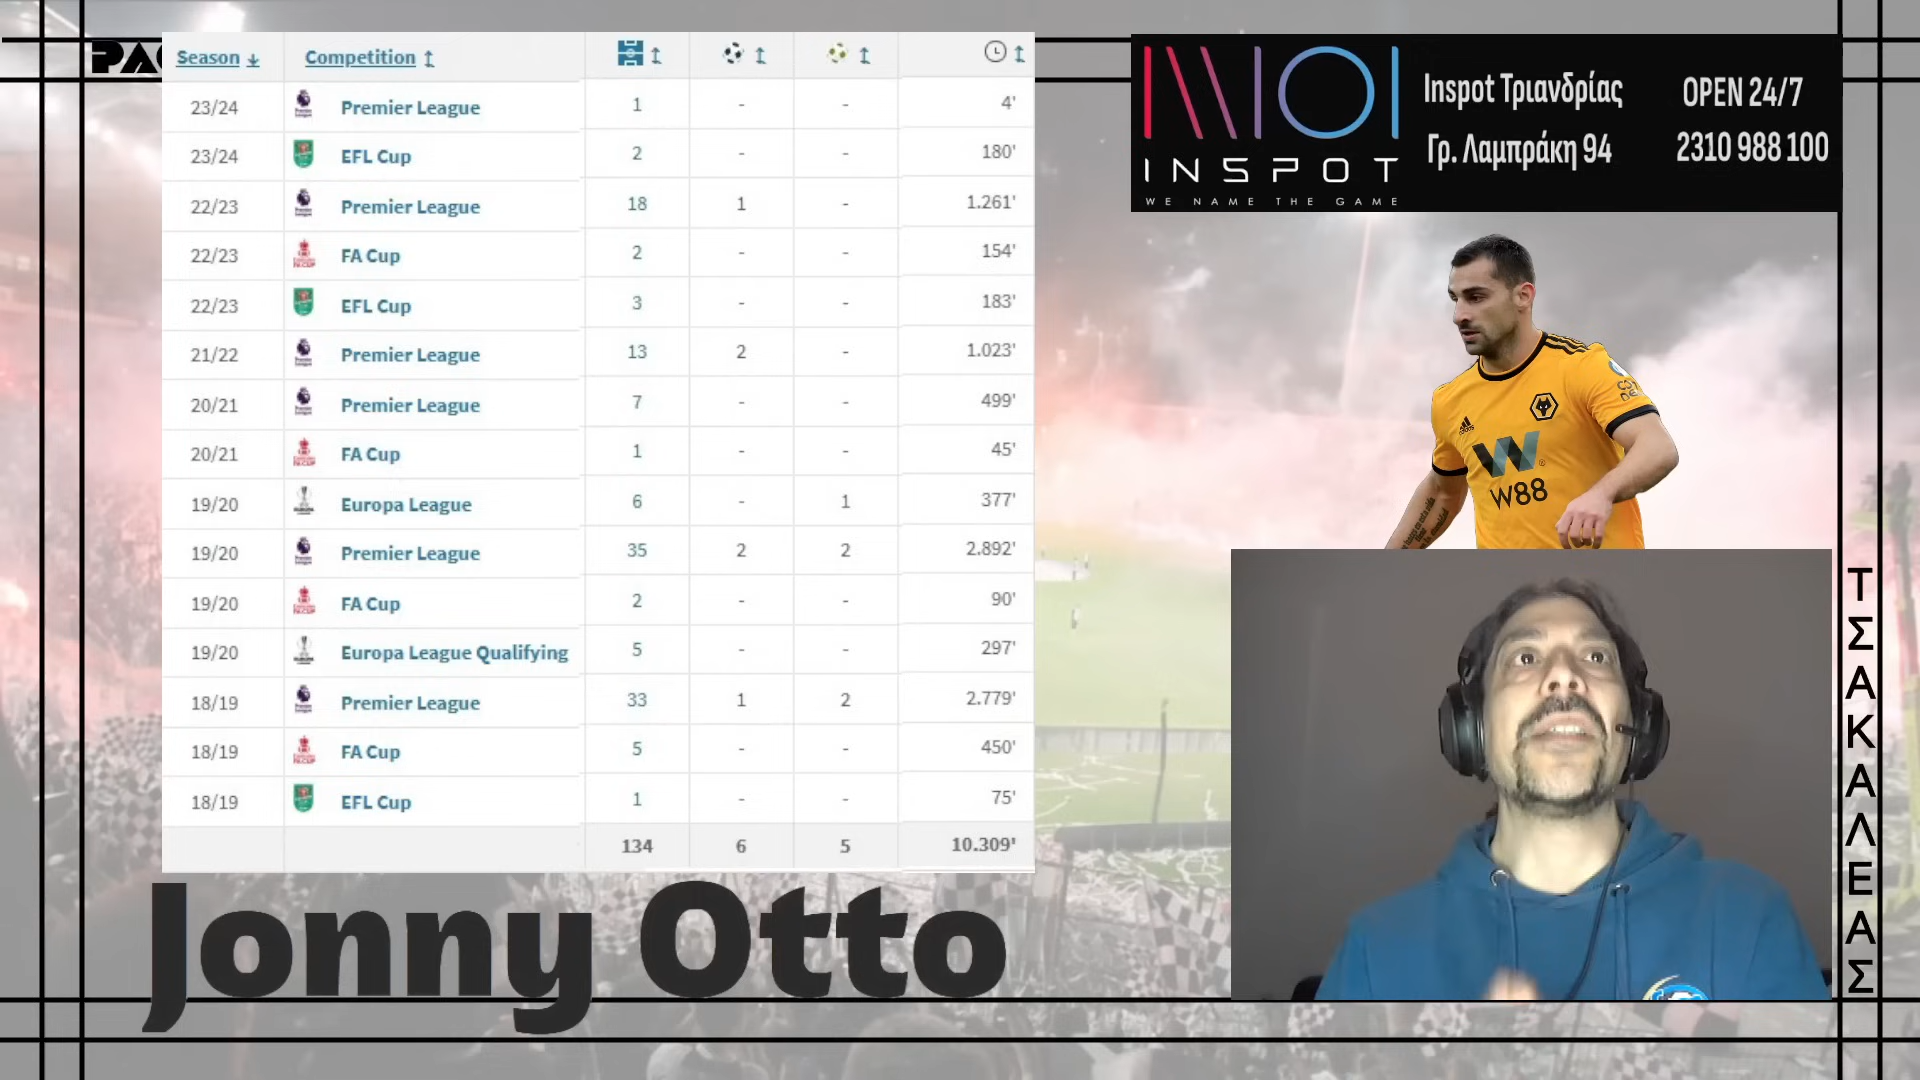 PAO
Season Competition
23/24 Premier League 1 - - 4'
23/24 EFL Cup 2 - - 180'
22/23 Premier League 18 1 - 1.261'
22/23 FA Cup 2 - - 154'
22/23 EFL Cup 3 - - 183'
21/22 Premier League 13 2 - 1.023'
20/21 Premier League 7 - - 499'
20/21 FA Cup 1 - - 45'
19/20 Europa League 6 - 1 377'
19/20 Premier League 35 2 2 2.892'
19/20 FA Cup 2 - - 90'
19/20 Europa League Qualifying 5 - - 297'
18/19 Premier League 33 1 2 2.779'
18/19 FA Cup 5 - - 450'
18/19 EFL Cup 1 - - 75'
134 6 5 10.309'
Jonny Otto
INSPOT
WE NAME THE GAME
Inspot Τριανδρίας OPEN 24/7
Γρ. Λαμπράκη 94 2310 988 100
W88
ΤΣΑΚΑΛΕΑΣ